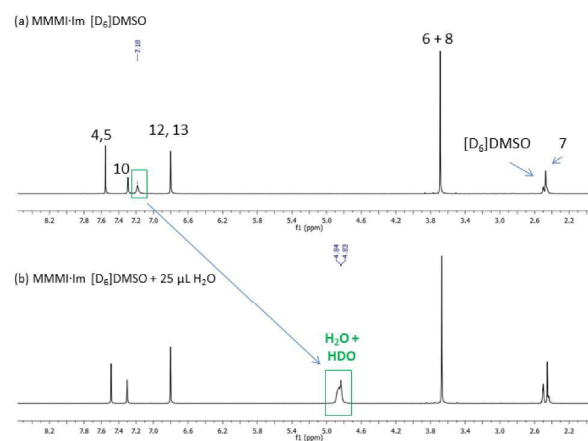 (a) MMMI·Im [D₆]DMSO
—7.18
6 + 8
4,5
10
12, 13
[D₆]DMSO
7
8.2 7.8 7.4 7.0 6.6 6.2 5.8 5.4 5.0 4.6 4.2 3.8 3.4 3.0 2.6 2.2
f1 (ppm)
4.84
4.83
(b) MMMI·Im [D₆]DMSO + 25 µL H₂O
H₂O +
HDO
8.2 7.8 7.4 7.0 6.6 6.2 5.8 5.4 5.0 4.6 4.2 3.8 3.4 3.0 2.6 2.2
f1 (ppm)